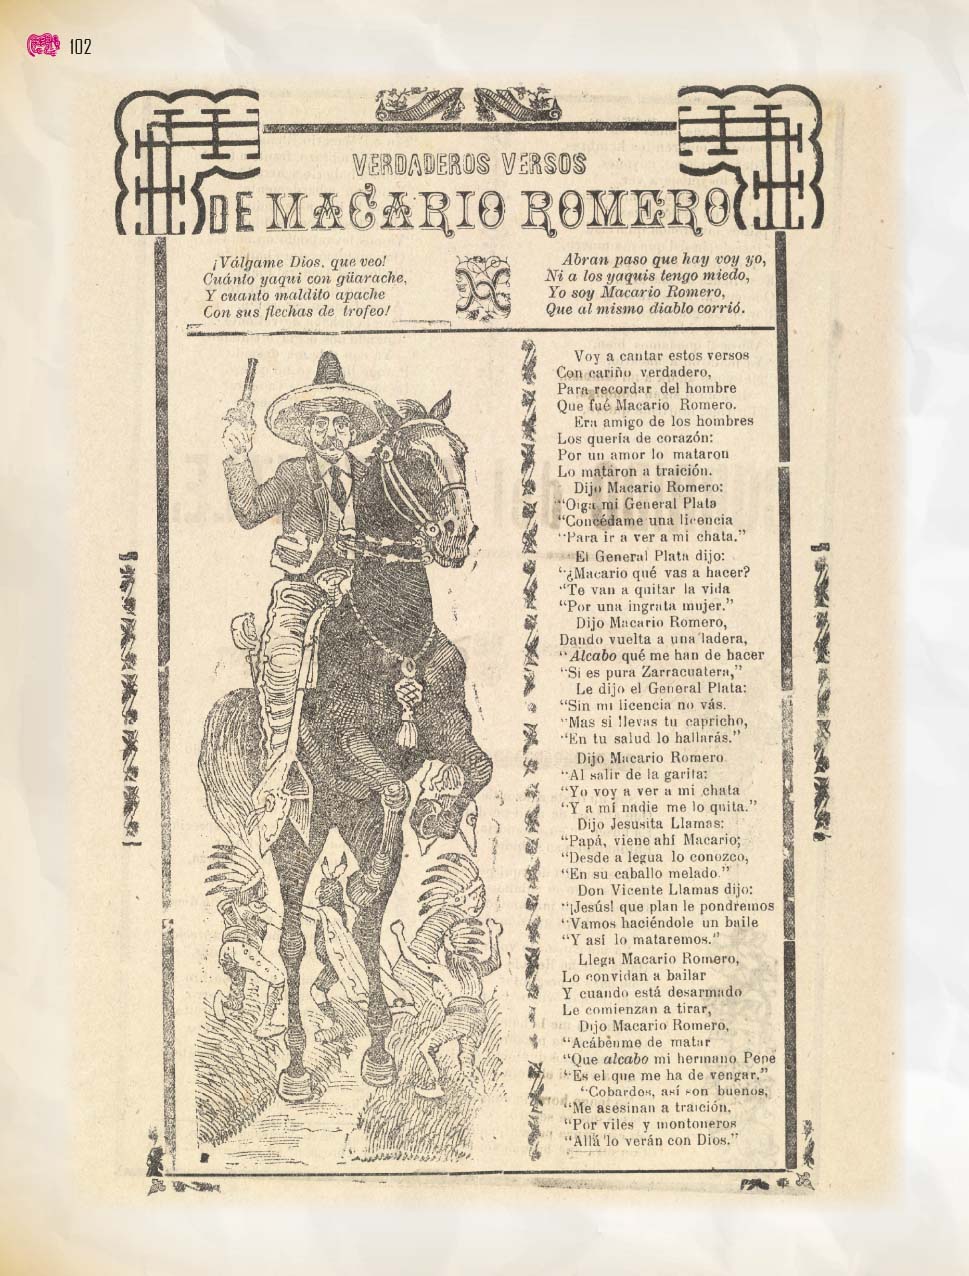 102
VERDADEROS VERSOS
DE MACARIO ROMERO
¡Válgame Dios, que veo!
Cuánto yaqui con güarache,
Y cuanto maldito apache
Con sus flechas de trofeo!
Abran paso que hay voy yo,
Ni a los yaquis tengo miedo,
Yo soy Macario Romero,
Que al mismo diablo corrió.
Voy a cantar estos versos
Con cariño verdadero,
Para recordar del hombre
Que fué Macario Romero.
Era amigo de los hombres
Los quería de corazón:
Por un amor lo mataron
Lo mataron a traición.
Dijo Macario Romero:
“Oiga mi General Plata
“Concédame una licencia
“Para ir a ver a mi chata.”
El General Plata dijo:
“¿Macario qué vas a hacer?
“Te van a quitar la vida
“Por una ingrata mujer.”
Dijo Macario Romero,
Dando vuelta a una ladera,
“Alcabo qué me han de hacer
“Si es pura Zarracuatera,”
Le dijo el General Plata:
“Sin mi licencia no vás.
“Mas si llevas tu capricho,
“En tu salud lo hallarás.”
Dijo Macario Romero
“Al salir de la garita:
“Yo voy a ver a mi chata
“Y a mí nadie me lo quita.”
Dijo Jesusita Llamas:
“Papá, viene ahí Macario;
“Desde a legua lo conozco,
“En su caballo melado.”
Don Vicente Llamas dijo:
“¡Jesús! que plan le pondremos
“Vamos haciéndole un baile
“Y así lo mataremos.”
Llega Macario Romero,
Lo convidan a bailar
Y cuando está desarmado
Le comienzan a tirar,
Dijo Macario Romero,
“Acábenme de matar
“Que alcabo mi hermano Pepe
“Es el que me ha de vengar.”
“Cobardes, así son buenos,
“Me asesinan a traición,
“Por viles y montoneros
“Allá lo verán con Dios.”